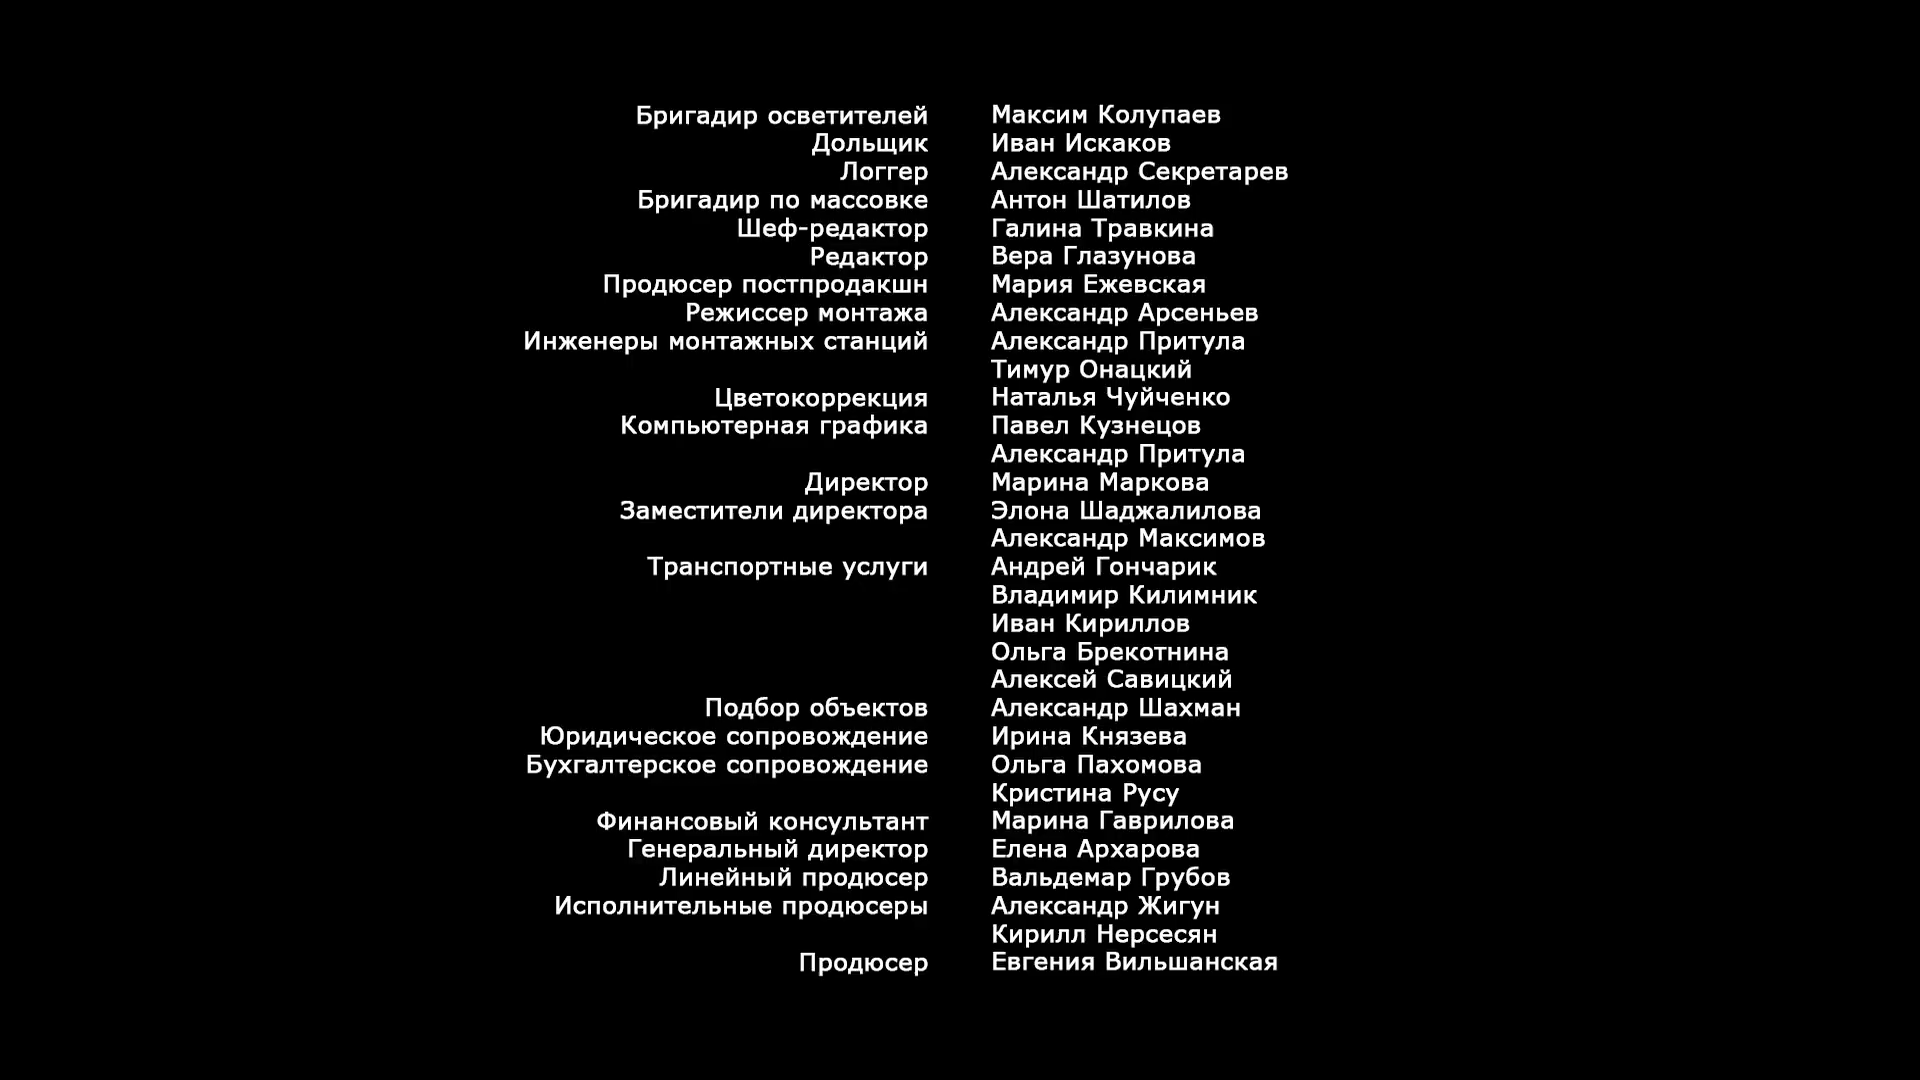 Бригадир осветителей Максим Колупаев
Дольщик Иван Искаков
Логгер Александр Секретарев
Бригадир по массовке Антон Шатилов
Шеф-редактор Галина Травкина
Редактор Вера Глазунова
Продюсер постпродакшн Мария Ежевская
Режиссер монтажа Александр Арсеньев
Инженеры монтажных станций Александр Притула
Тимур Онацкий
Цветокоррекция Наталья Чуйченко
Компьютерная графика Павел Кузнецов
Александр Притула
Директор Марина Маркова
Заместители директора Элона Шаджалилова
Александр Максимов
Транспортные услуги Андрей Гончарик
Владимир Килимник
Иван Кириллов
Ольга Брекотнина
Алексей Савицкий
Подбор объектов Александр Шахман
Юридическое сопровождение Ирина Князева
Бухгалтерское сопровождение Ольга Пахомова
Кристина Русу
Финансовый консультант Марина Гаврилова
Генеральный директор Елена Архарова
Линейный продюсер Вальдемар Грубов
Исполнительные продюсеры Александр Жигун
Кирилл Нерсесян
Продюсер Евгения Вильшанская